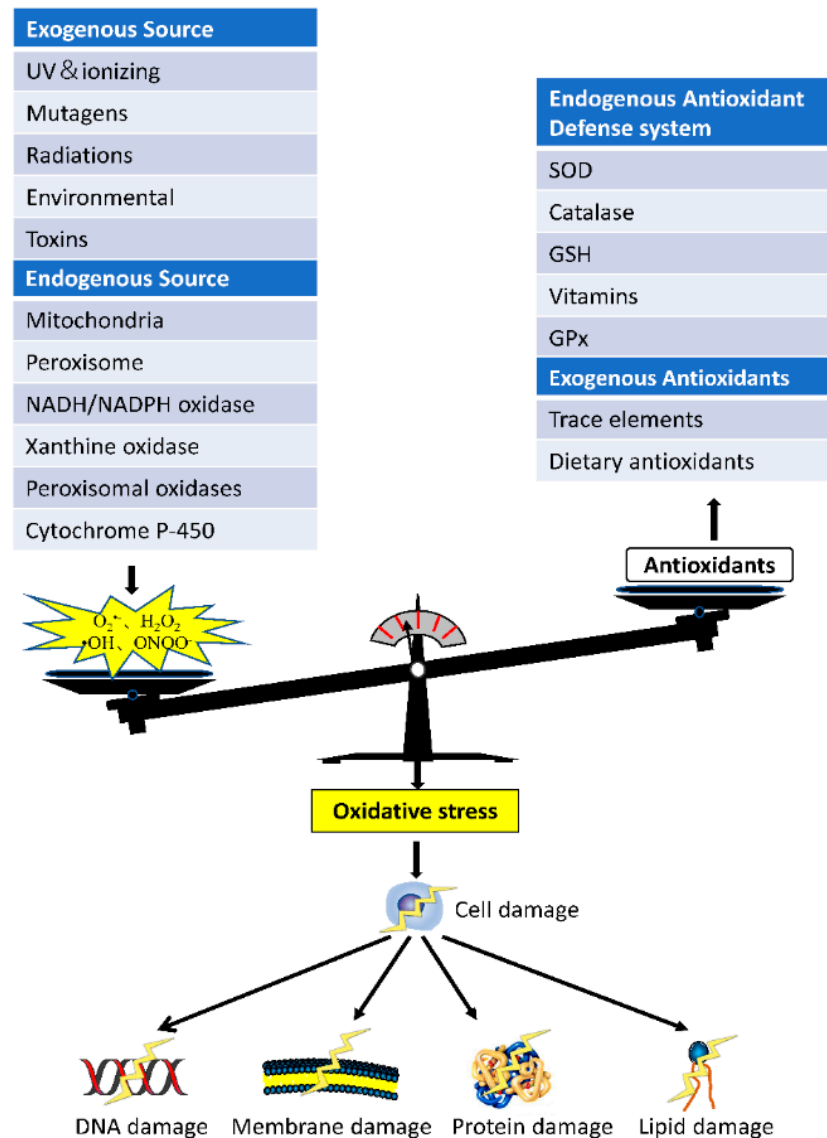 Exogenous Source
UV＆ionizing
Mutagens
Radiations
Environmental
Toxins
Endogenous Source
Mitochondria
Peroxisome
NADH/NADPH oxidase
Xanthine oxidase
Peroxisomal oxidases
Cytochrome P-450
O₂•−、H₂O₂
•OH、ONOO⁻
Endogenous Antioxidant
Defense system
SOD
Catalase
GSH
Vitamins
GPx
Exogenous Antioxidants
Trace elements
Dietary antioxidants
Antioxidants
Oxidative stress
Cell damage
DNA damage
Membrane damage
Protein damage
Lipid damage